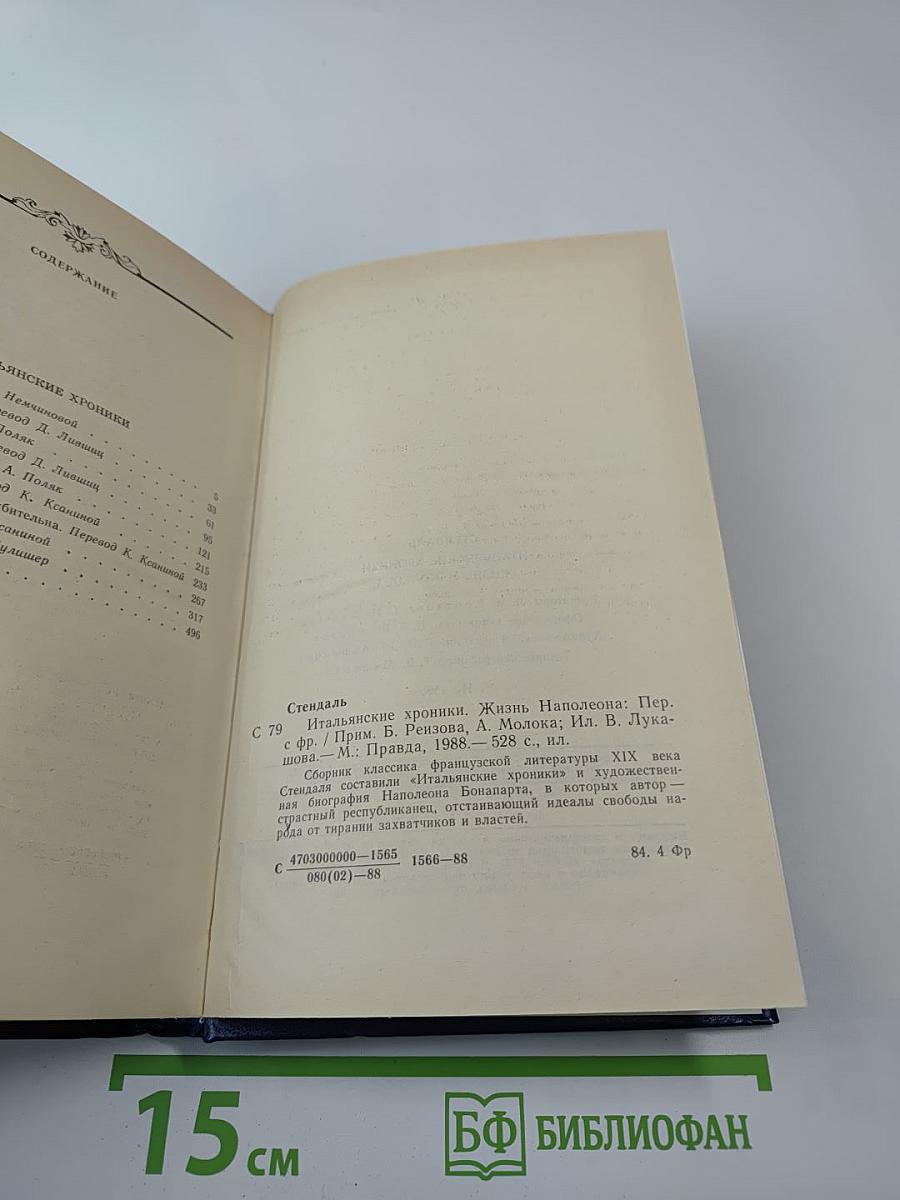 СОДЕРЖАНИЕ
ЬЯНСКИЕ ХРОНИКИ
Немчиновой . . . . . . 5
евод Д. Лившиц . . . . . 33
Поляк . . . . . . . 61
евод Д. Лившиц . . . . . 95
А. Поляк . . . . . . 121
од К. Ксаниной . . . . . 215
бительна. Перевод К. Ксаниной 233
саниной . . . . . . 267
улишер . . . . . . 317
496
Стендаль
С 79 Итальянские хроники. Жизнь Наполеона: Пер.
с фр. / Прим. Б. Реизова, А. Молока; Ил. В. Лука-
шова.— М.: Правда, 1988.— 528 с., ил.
Сборник классика французской литературы XIX века
Стендаля составили «Итальянские хроники» и художествен-
ная биография Наполеона Бонапарта, в которых автор —
страстный республиканец, отстаивающий идеалы свободы на-
рода от тирании захватчиков и властей.
С 4703000000—1565 1566—88 84. 4 Фр
080(02)—88
15 см
БФ БИБЛИОФАН